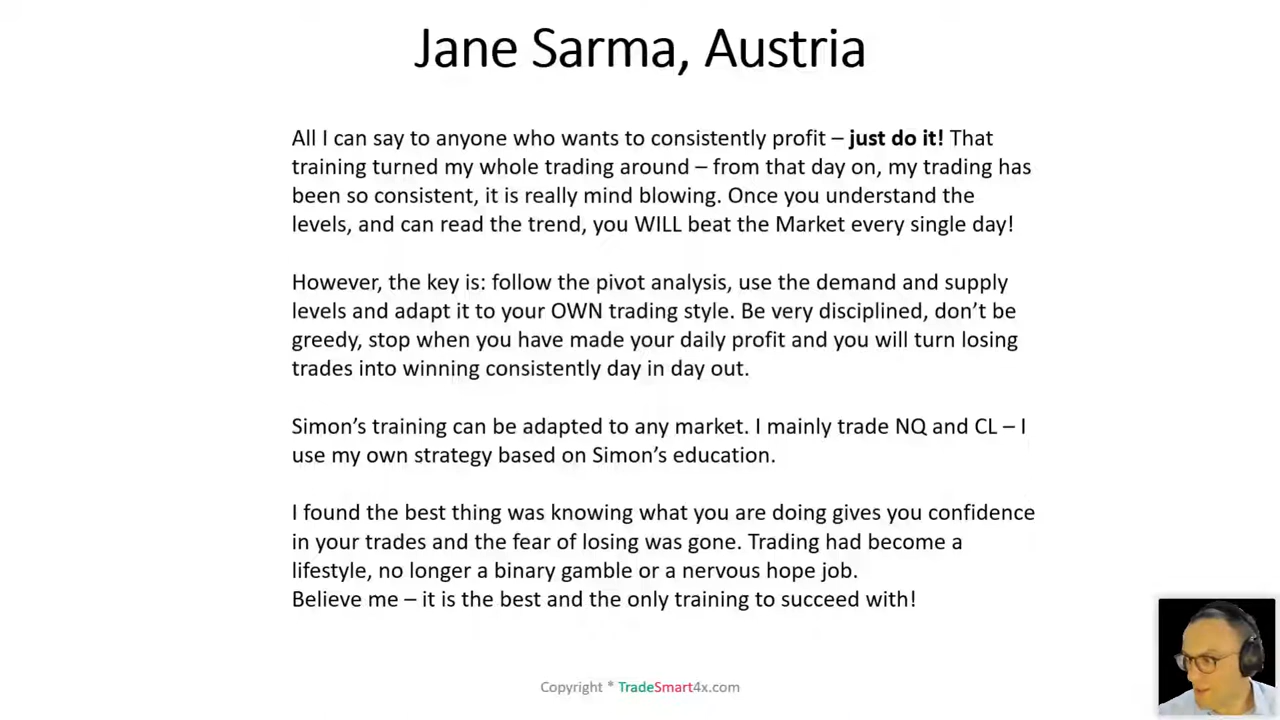 Jane Sarma, Austria
All I can say to anyone who wants to consistently profit – just do it! That
training turned my whole trading around – from that day on, my trading has
been so consistent, it is really mind blowing. Once you understand the
levels, and can read the trend, you WILL beat the Market every single day!
However, the key is: follow the pivot analysis, use the demand and supply
levels and adapt it to your OWN trading style. Be very disciplined, don’t be
greedy, stop when you have made your daily profit and you will turn losing
trades into winning consistently day in day out.
Simon’s training can be adapted to any market. I mainly trade NQ and CL – I
use my own strategy based on Simon’s education.
I found the best thing was knowing what you are doing gives you confidence
in your trades and the fear of losing was gone. Trading had become a
lifestyle, no longer a binary gamble or a nervous hope job.
Believe me – it is the best and the only training to succeed with!
Copyright * TradeSmart4x.com